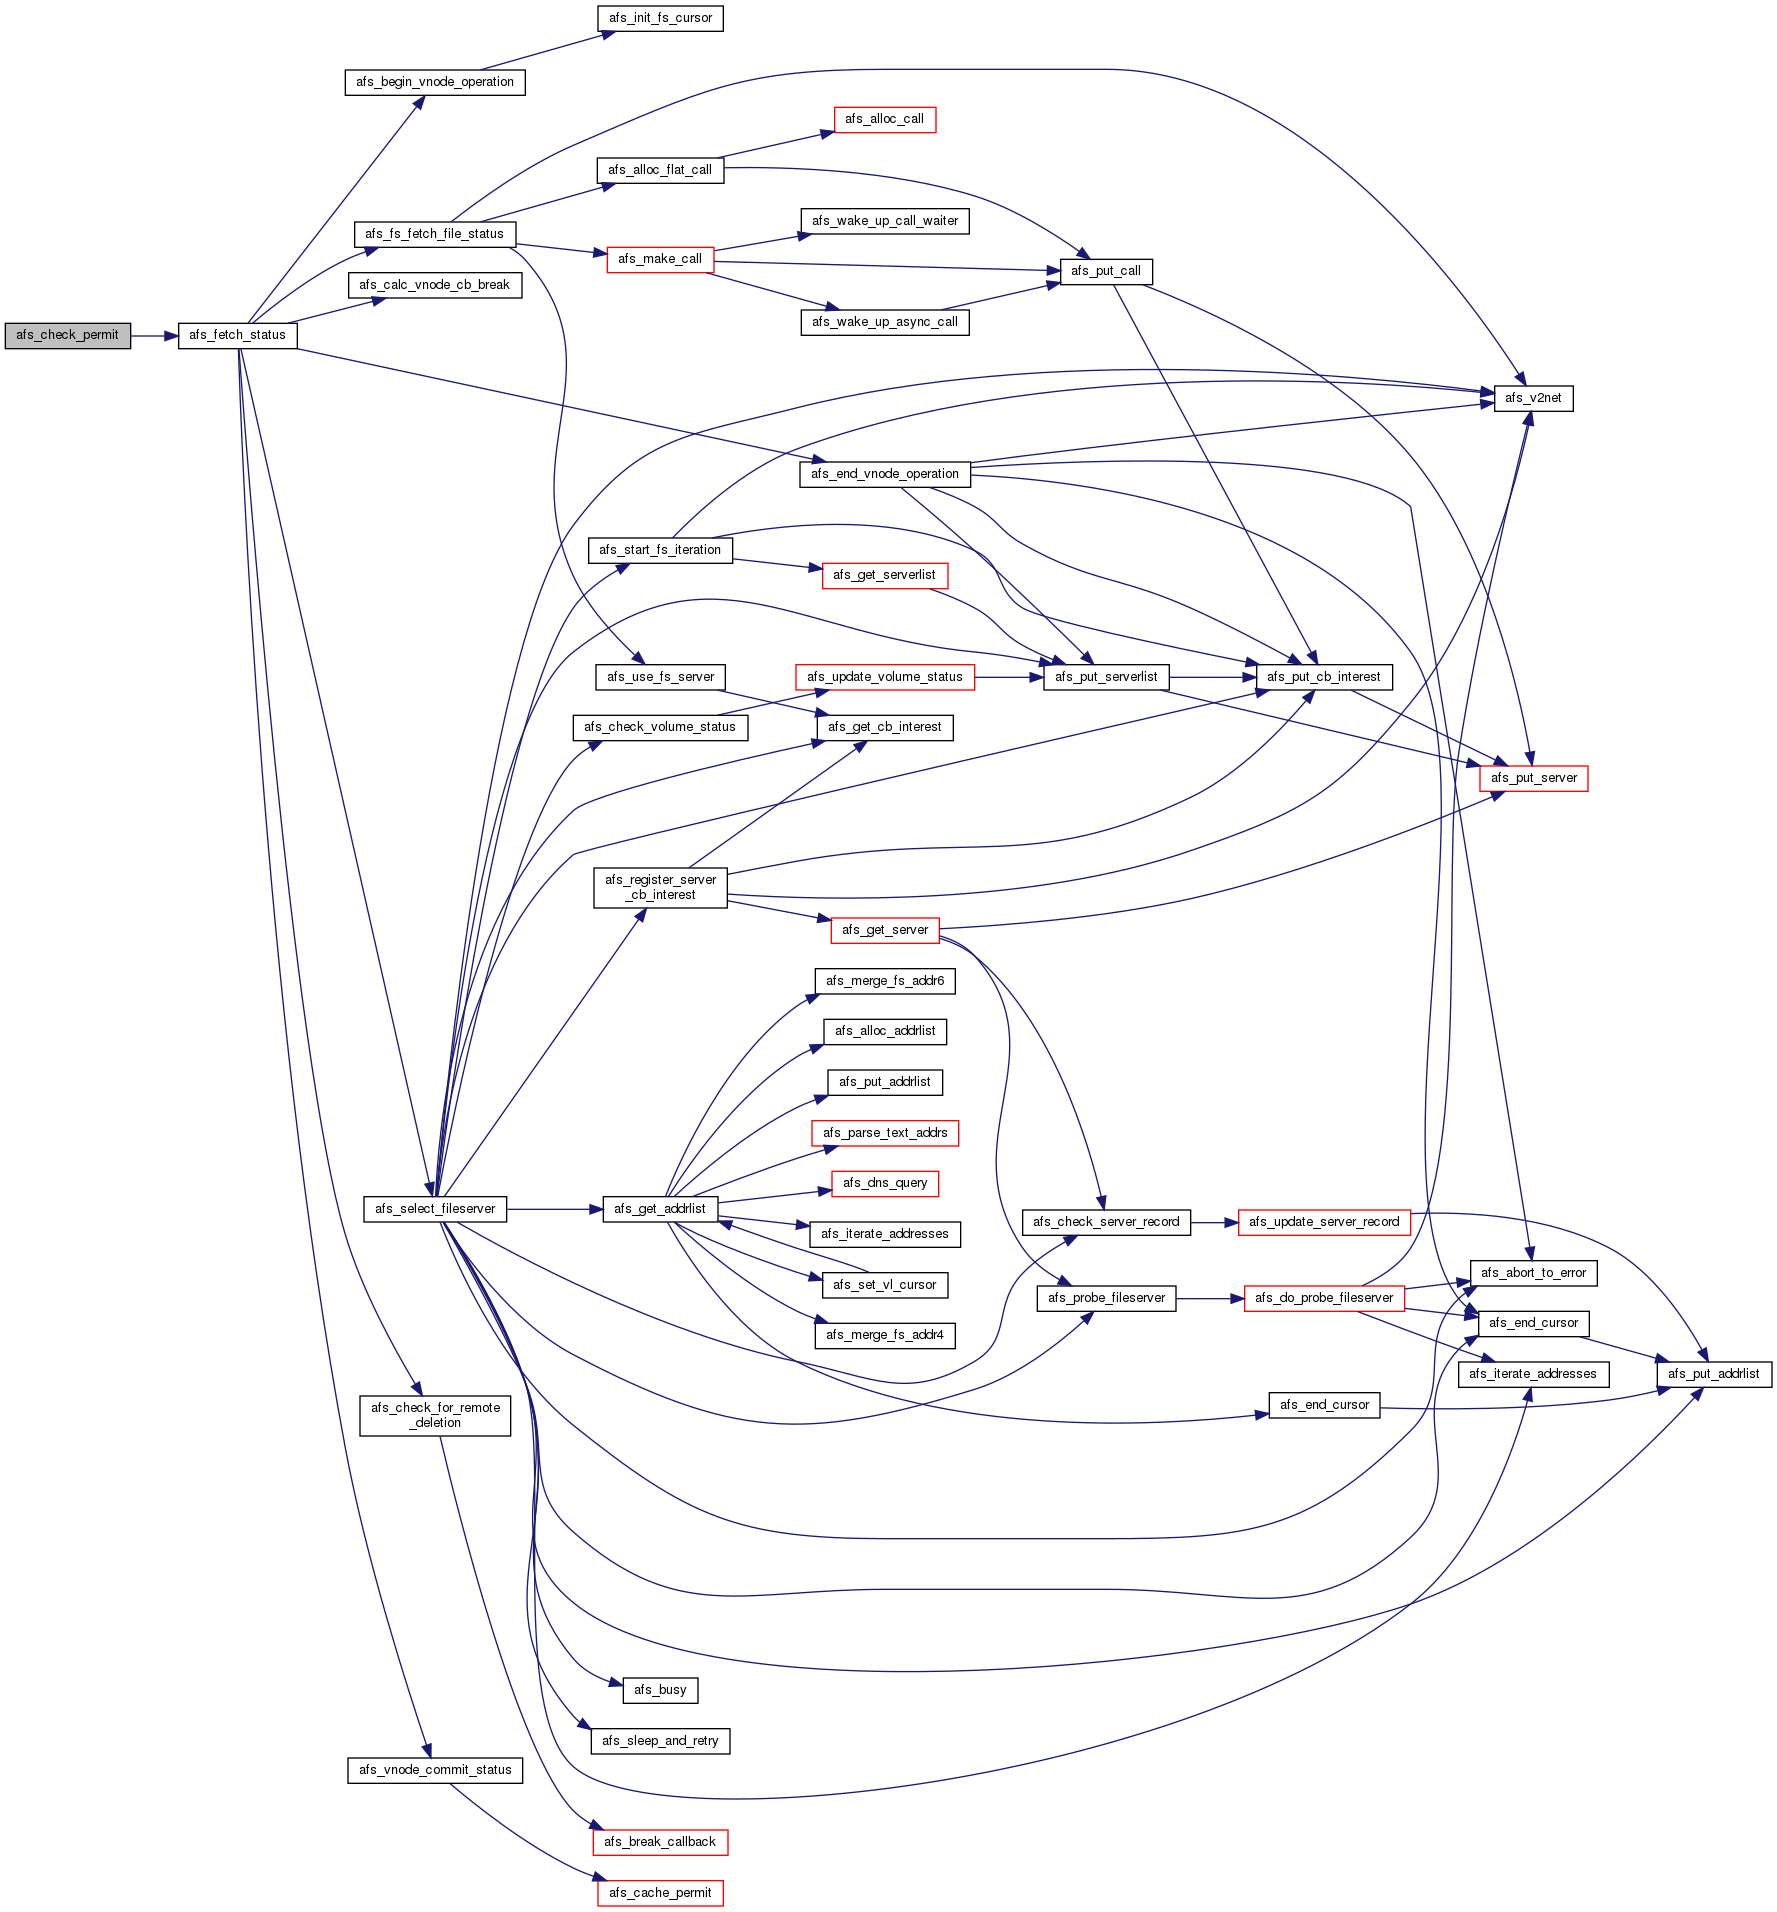 afs_init_fs_cursor
afs_begin_vnode_operation
afs_alloc_call
afs_alloc_flat_call
afs_wake_up_call_waiter
afs_fs_fetch_file_status
afs_make_call
afs_put_call
afs_calc_vnode_cb_break
afs_wake_up_async_call
afs_check_permit
afs_fetch_status
afs_v2net
afs_end_vnode_operation
afs_start_fs_iteration
afs_get_serverlist
afs_use_fs_server
afs_update_volume_status
afs_put_serverlist
afs_put_cb_interest
afs_check_volume_status
afs_get_cb_interest
afs_put_server
afs_register_server
_cb_interest
afs_get_server
afs_merge_fs_addr6
afs_alloc_addrlist
afs_put_addrlist
afs_parse_text_addrs
afs_dns_query
afs_select_fileserver
afs_get_addrlist
afs_iterate_addresses
afs_check_server_record
afs_update_server_record
afs_set_vl_cursor
afs_abort_to_error
afs_probe_fileserver
afs_do_probe_fileserver
afs_merge_fs_addr4
afs_end_cursor
afs_iterate_addresses
afs_put_addrlist
afs_end_cursor
afs_check_for_remote
_deletion
afs_busy
afs_sleep_and_retry
afs_vnode_commit_status
afs_break_callback
afs_cache_permit